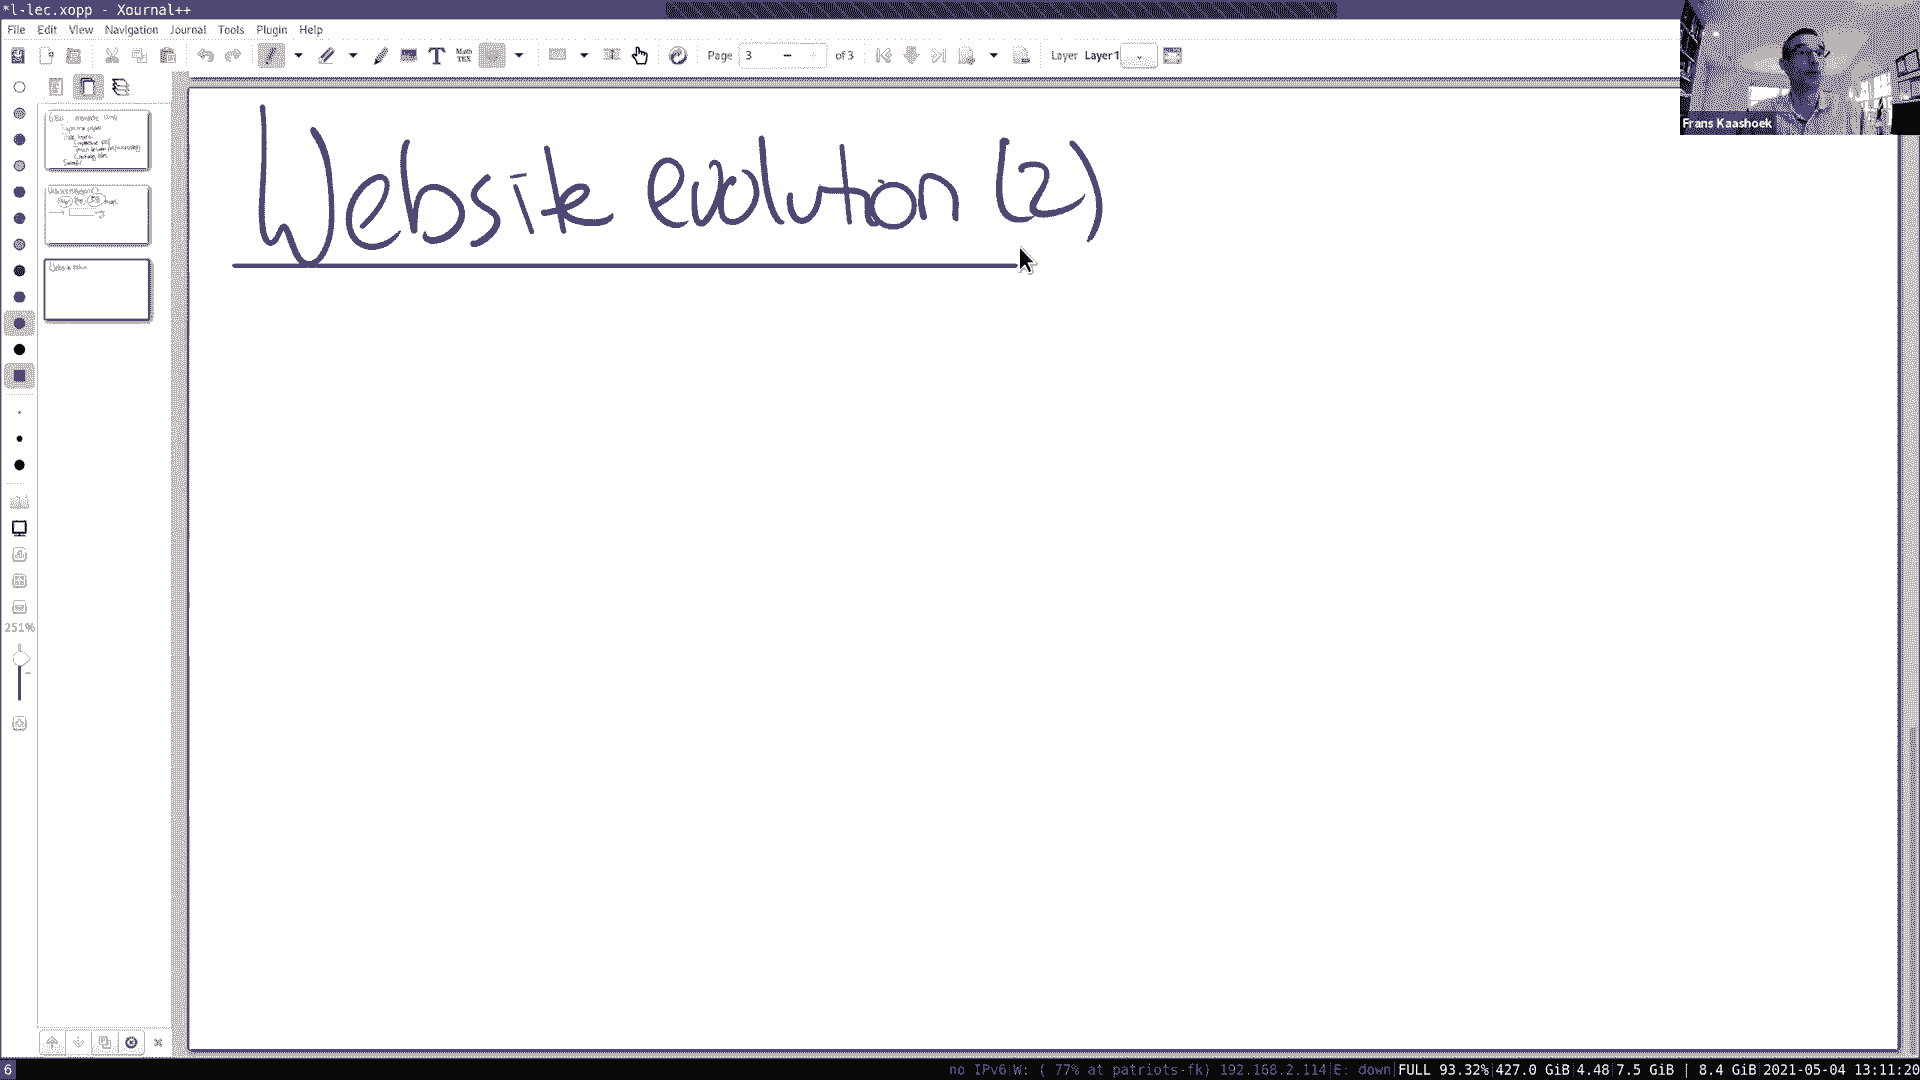 *l-lec.xopp - Xournal++
File Edit View Navigation Journal Tools Plugin Help
T Math TEX Page 3 of 3 Layer Layer1
Frans Kaashoek
Website evolution (2)
251%
6 no IPv6|W: ( 77% at patriots-fk) 192.168.2.114|E: down|FULL 93.32%|427.0 GiB|4.48|7.5 GiB | 8.4 GiB|2021-05-04 13:11:20